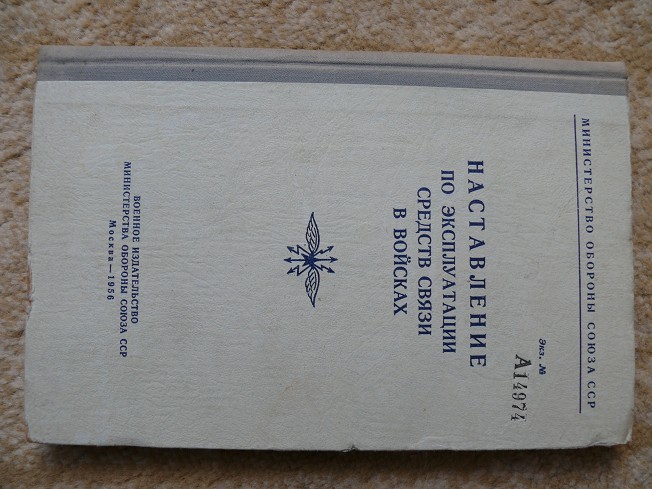 МИНИСТЕРСТВО ОБОРОНЫ СОЮЗА ССР
Экз. №
А14974
НАСТАВЛЕНИЕ
ПО ЭКСПЛУАТАЦИИ
СРЕДСТВ СВЯЗИ
В ВОЙСКАХ
ВОЕННОЕ ИЗДАТЕЛЬСТВО
МИНИСТЕРСТВА ОБОРОНЫ СОЮЗА ССР
Москва—1956